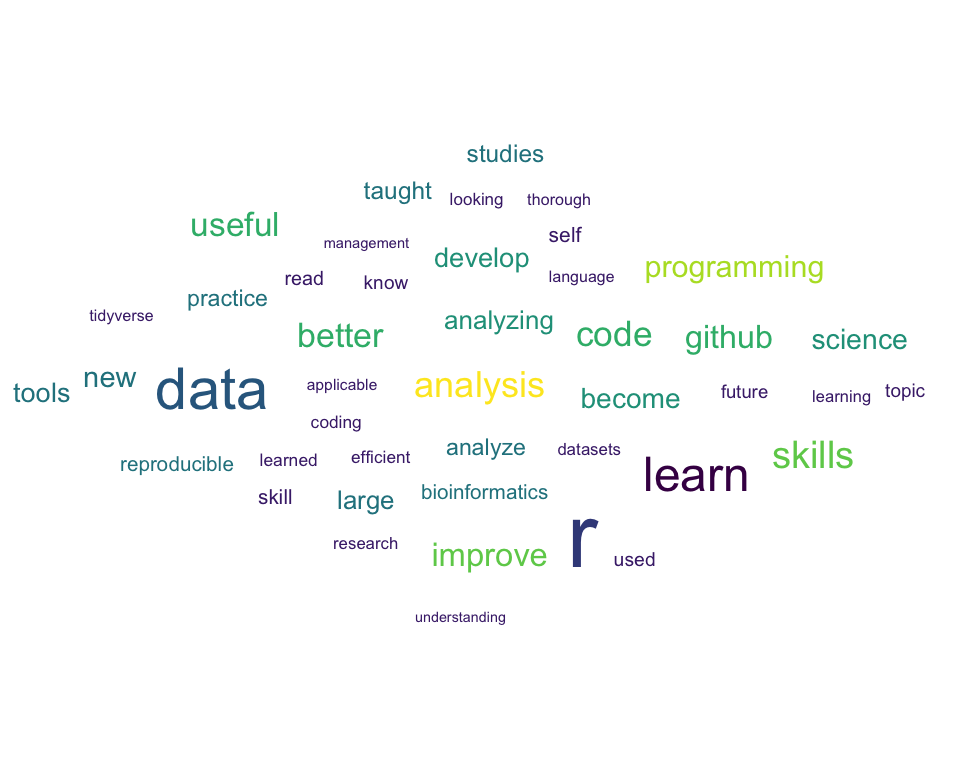 studies
taught
looking
thorough
useful
self
management
develop
programming
language
read
know
practice
tidyverse
analyzing
better
code
github
science
new
data
applicable
analysis
tools
become
future
learning
topic
coding
analyze
datasets
skills
reproducible
learned
efficient
learn
skill
large
bioinformatics
research
improve
r
used
understanding